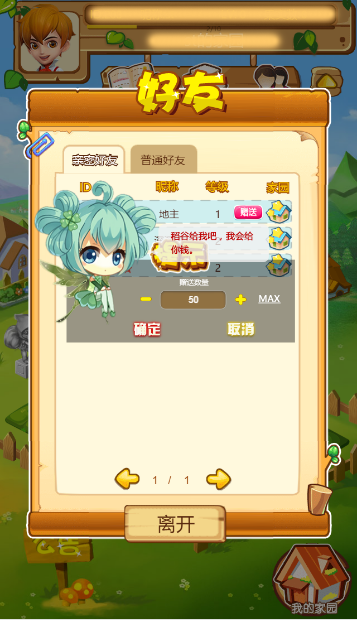 好友
亲密好友 普通好友
ID 昵称 等级 家园
地主 1 赠送
稻谷给我吧，我会给
你钱。
2
赠送数量
50 MAX
确定 取消
1 / 1
离开
公告
我的家园